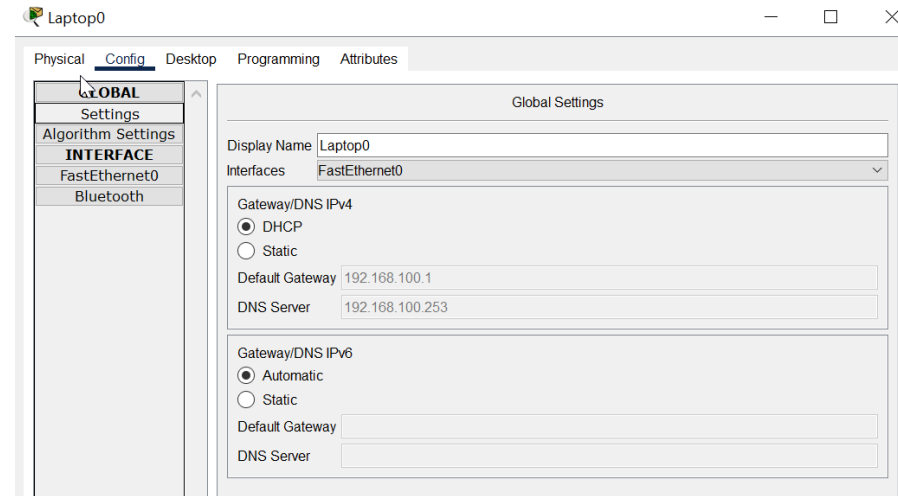 Laptop0
Physical Config Desktop Programming Attributes
GLOBAL
Settings
Algorithm Settings
INTERFACE
FastEthernet0
Bluetooth
Global Settings
Display Name Laptop0
Interfaces FastEthernet0
Gateway/DNS IPv4
DHCP
Static
Default Gateway 192.168.100.1
DNS Server 192.168.100.253
Gateway/DNS IPv6
Automatic
Static
Default Gateway
DNS Server